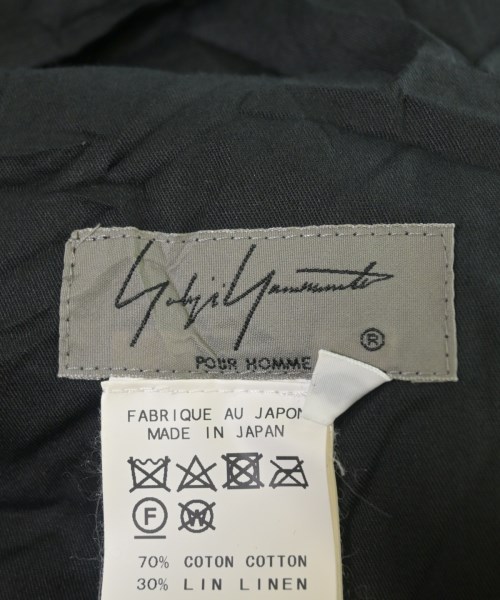 Yohji Yamamoto
®
POUR HOMME
FABRIQUE AU JAPON
MADE IN JAPAN
F
W
70% COTON COTTON
30% LIN LINEN